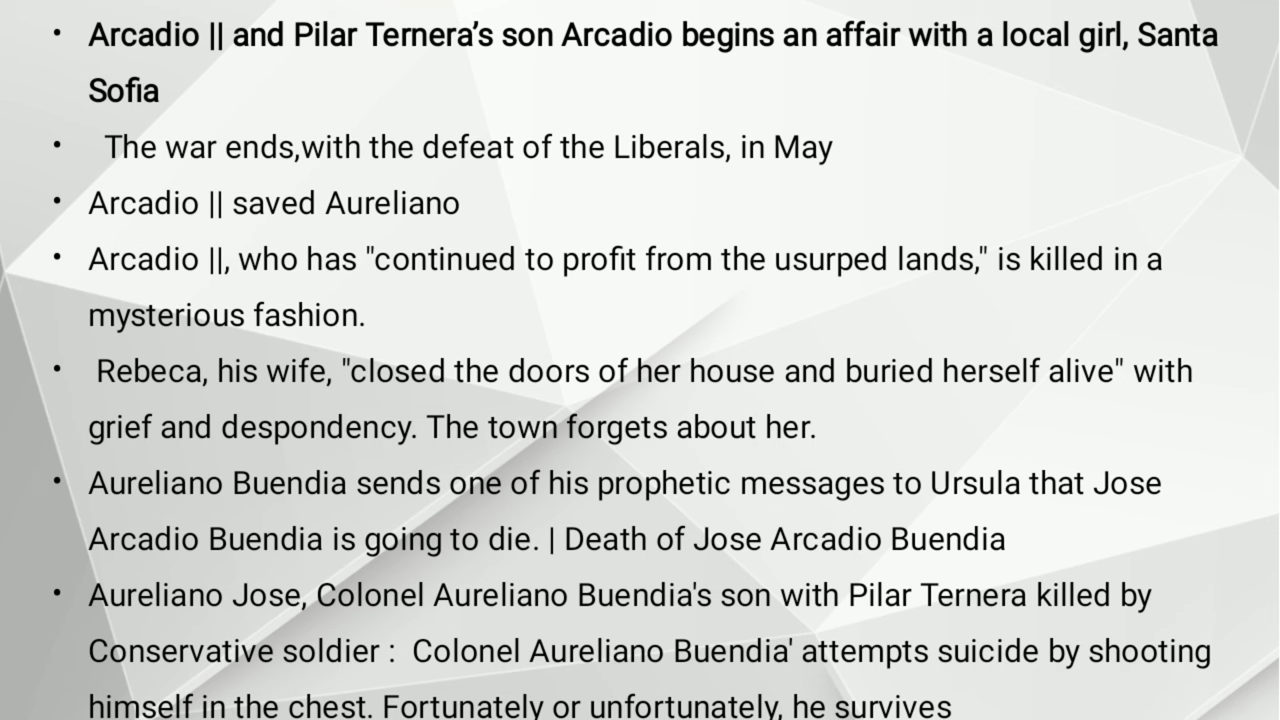 • Arcadio || and Pilar Ternera’s son Arcadio begins an affair with a local girl, Santa
Sofia
• The war ends,with the defeat of the Liberals, in May
• Arcadio || saved Aureliano
• Arcadio ||, who has "continued to profit from the usurped lands," is killed in a
mysterious fashion.
• Rebeca, his wife, "closed the doors of her house and buried herself alive" with
grief and despondency. The town forgets about her.
• Aureliano Buendia sends one of his prophetic messages to Ursula that Jose
Arcadio Buendia is going to die. | Death of Jose Arcadio Buendia
• Aureliano Jose, Colonel Aureliano Buendia's son with Pilar Ternera killed by
Conservative soldier :  Colonel Aureliano Buendia' attempts suicide by shooting
himself in the chest. Fortunately or unfortunately, he survives